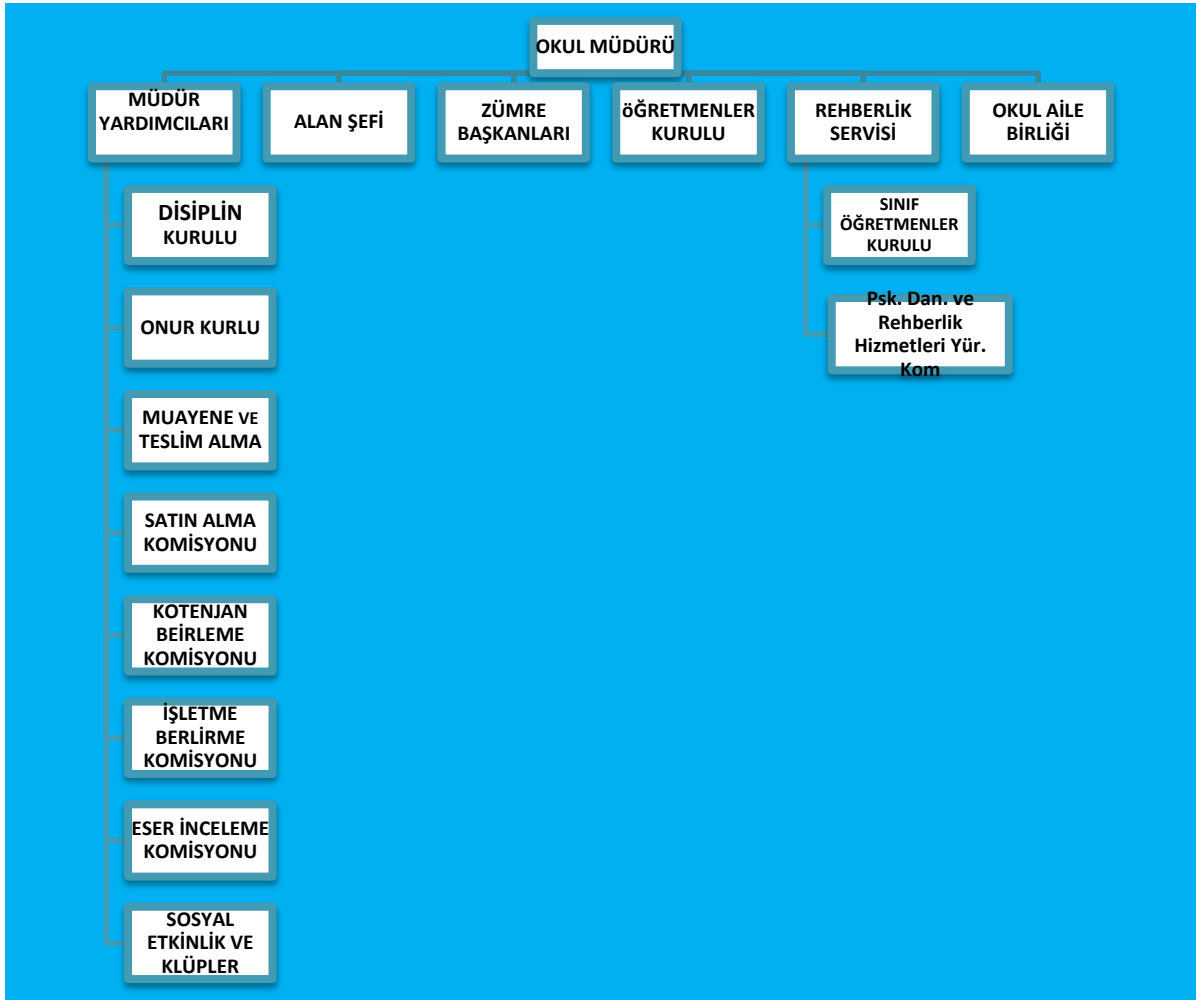 OKUL MÜDÜRÜ
MÜDÜR
YARDIMCILARI
ALAN ŞEFİ
ZÜMRE
BAŞKANLARI
öĞRETMENLER
KURULU
REHBERLİK
SERVİSİ
OKUL AİLE
BİRLİĞİ
DİSİPLİN
KURULU
ONUR KURLU
MUAYENE VE
TESLİM ALMA
SATIN ALMA
KOMİSYONU
KOTENJAN
BEİRLEME
KOMİSYONU
İŞLETME
BERLİRME
KOMİSYONU
ESER İNCELEME
KOMİSYONU
SOSYAL
ETKİNLİK VE
KLÜPLER
SINIF
ÖĞRETMENLER
KURULU
Psk. Dan. ve
Rehberlik
Hizmetleri Yür.
Kom